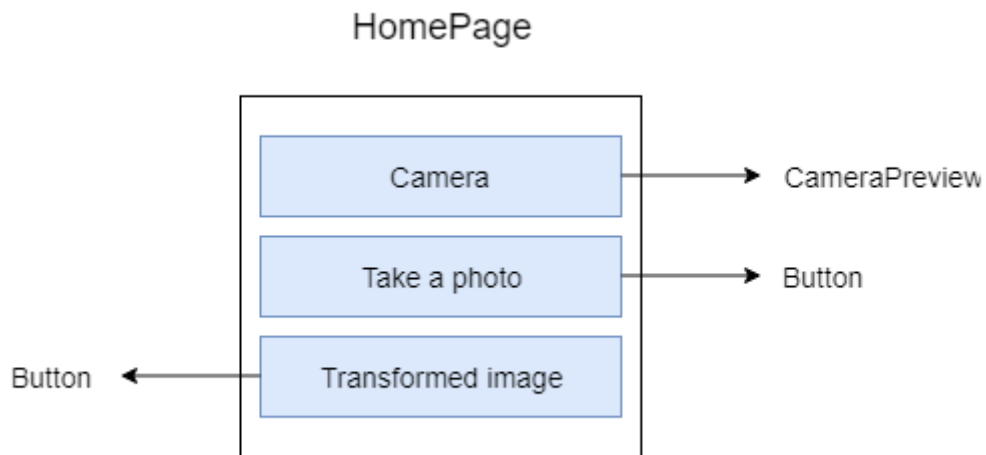 HomePage
Camera
CameraPreview
Take a photo
Button
Button
Transformed image